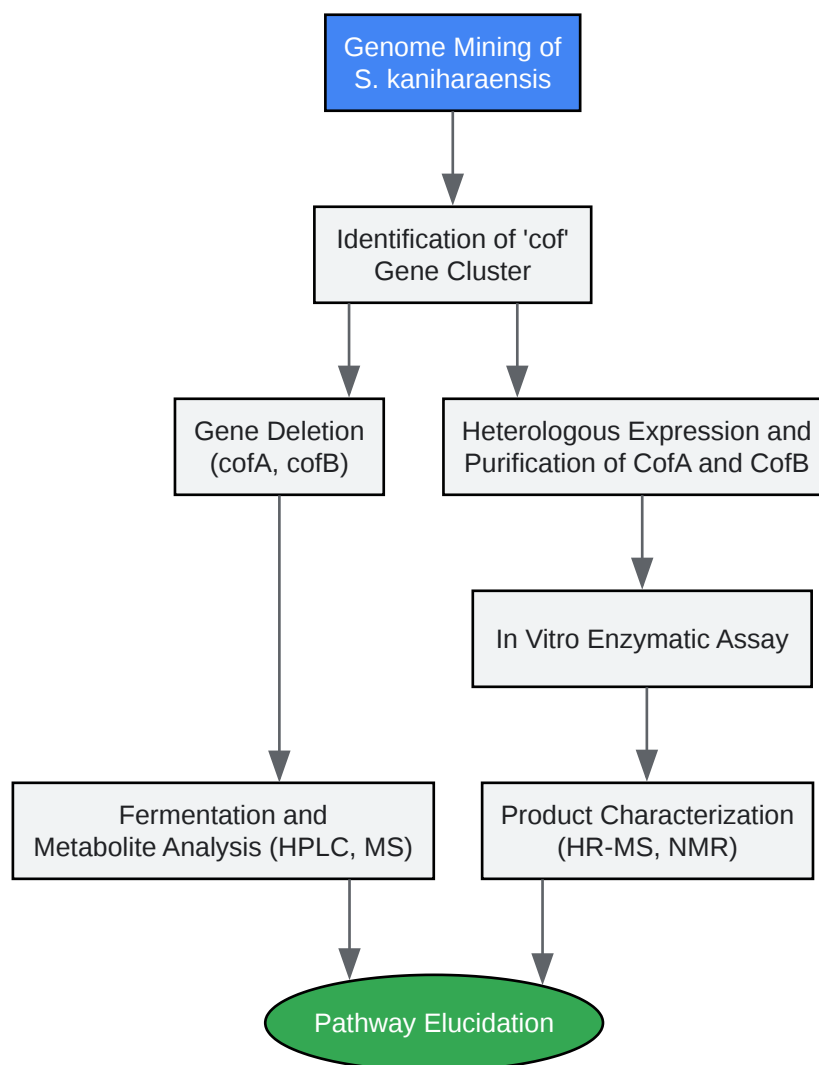 Genome Mining of
S. kaniharaensis
Identification of 'cof'
Gene Cluster
Gene Deletion
(cofA, cofB)
Heterologous Expression and
Purification of CofA and CofB
In Vitro Enzymatic Assay
Fermentation and
Metabolite Analysis (HPLC, MS)
Product Characterization
(HR-MS, NMR)
Pathway Elucidation